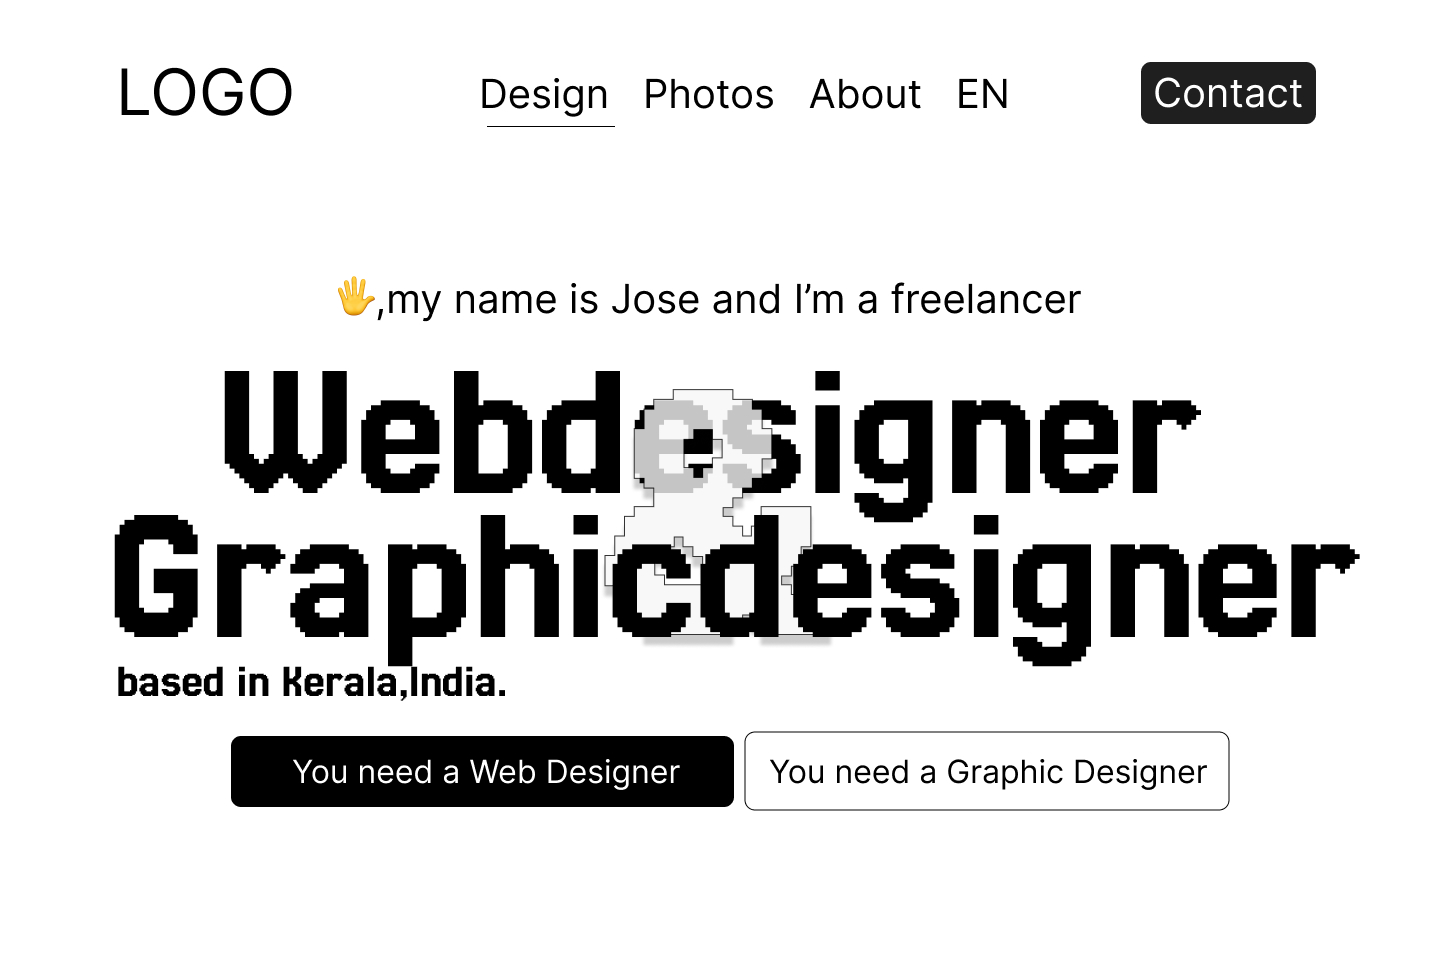 LOGO Design Photos About EN Contact
🖐,my name is Jose and I’m a freelancer
Webdesigner
&
Graphicdesigner
based in Kerala,India.
You need a Web Designer You need a Graphic Designer